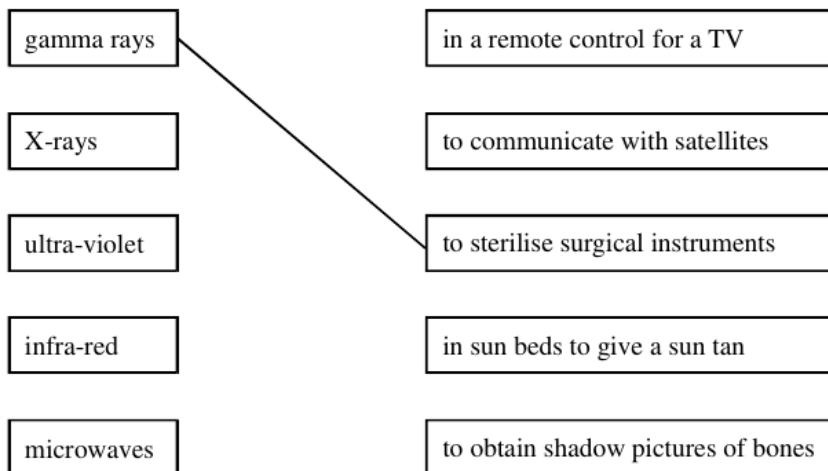 gamma rays
in a remote control for a TV
X-rays
to communicate with satellites
ultra-violet
to sterilise surgical instruments
infra-red
in sun beds to give a sun tan
microwaves
to obtain shadow pictures of bones